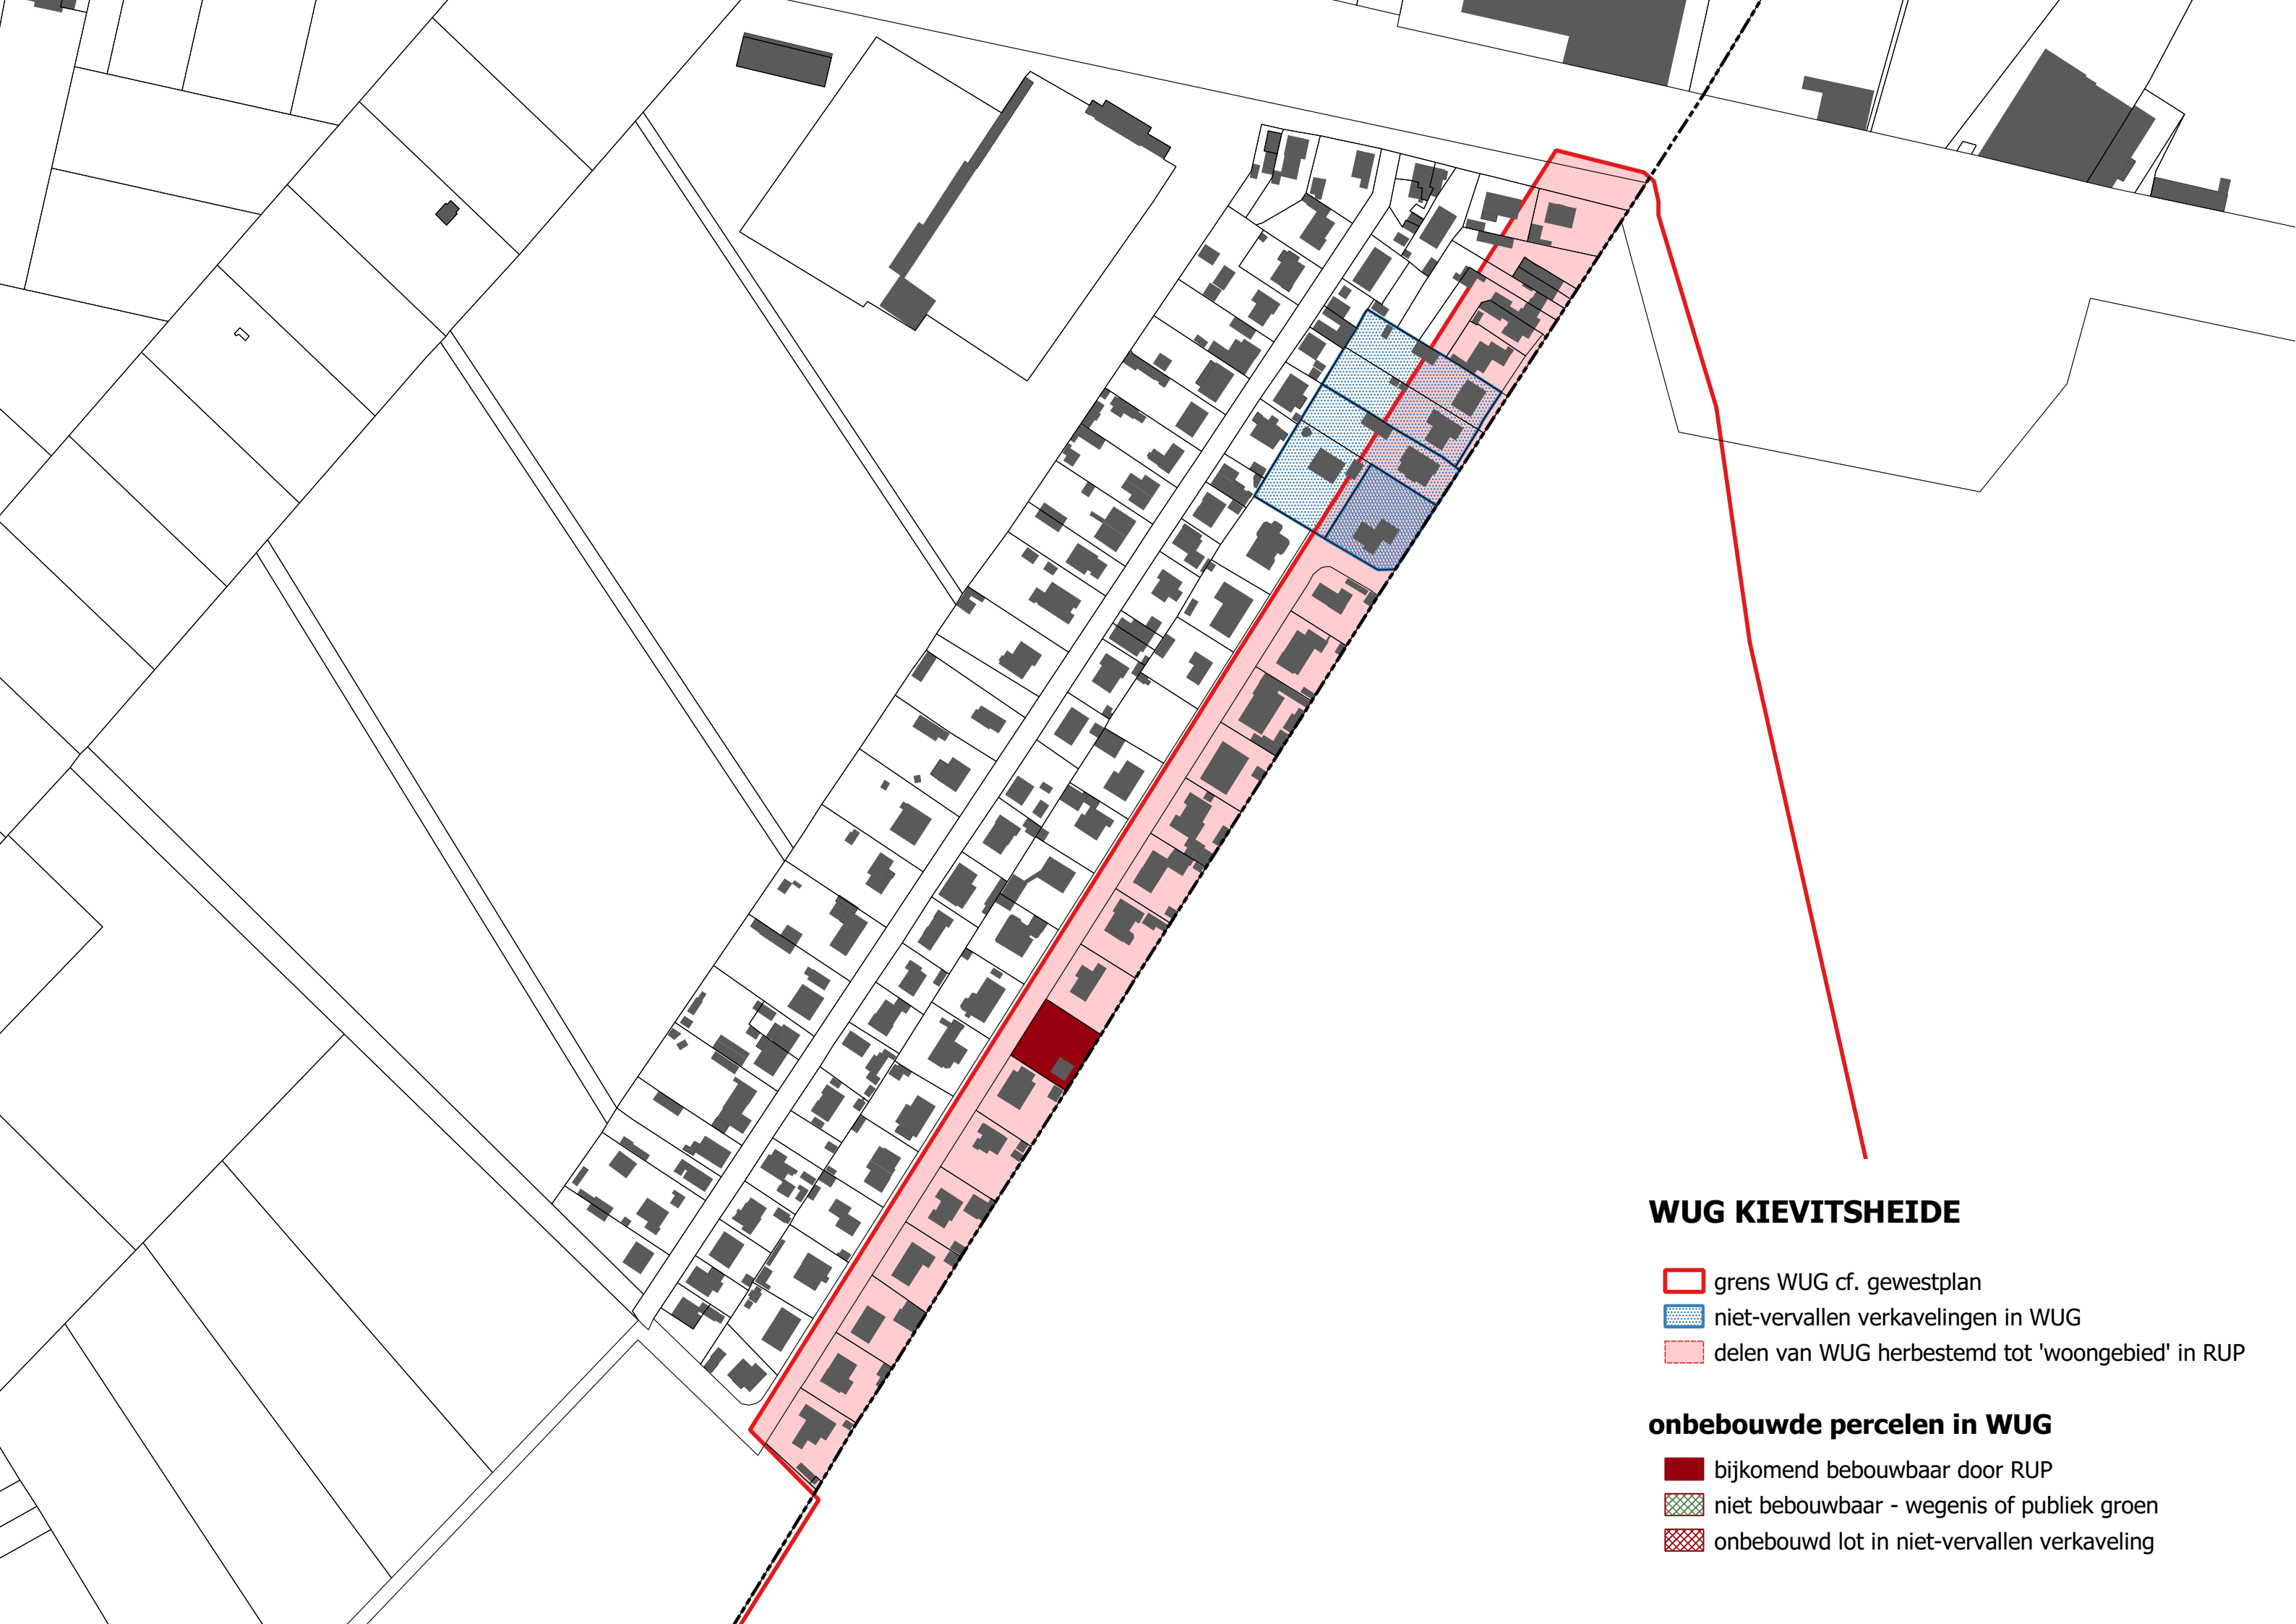 WUG KIEVITSHEIDE
grens WUG cf. gewestplan
niet-vervallen verkavelingen in WUG
delen van WUG herbestemd tot 'woongebied' in RUP
onbebouwde percelen in WUG
bijkomend bebouwbaar door RUP
niet bebouwbaar - wegenis of publiek groen
onbebouwd lot in niet-vervallen verkaveling